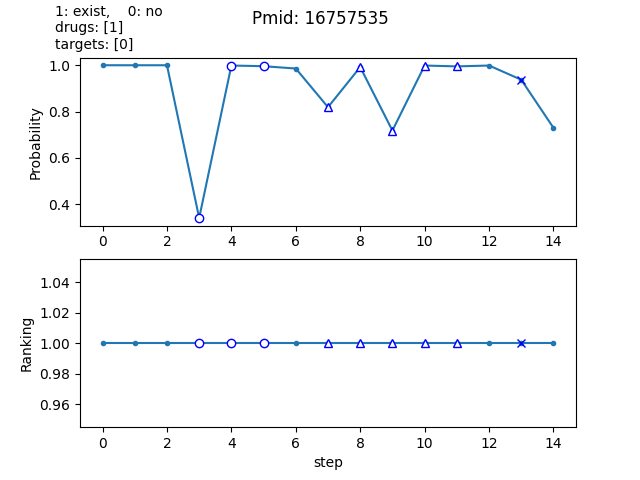 1: exist,    0: no
drugs: [1]
targets: [0]
Pmid: 16757535
1.0
0.8
0.6
0.4
Probability
0 2 4 6 8 10 12 14
1.04
1.02
1.00
0.98
0.96
Ranking
0 2 4 6 8 10 12 14
step